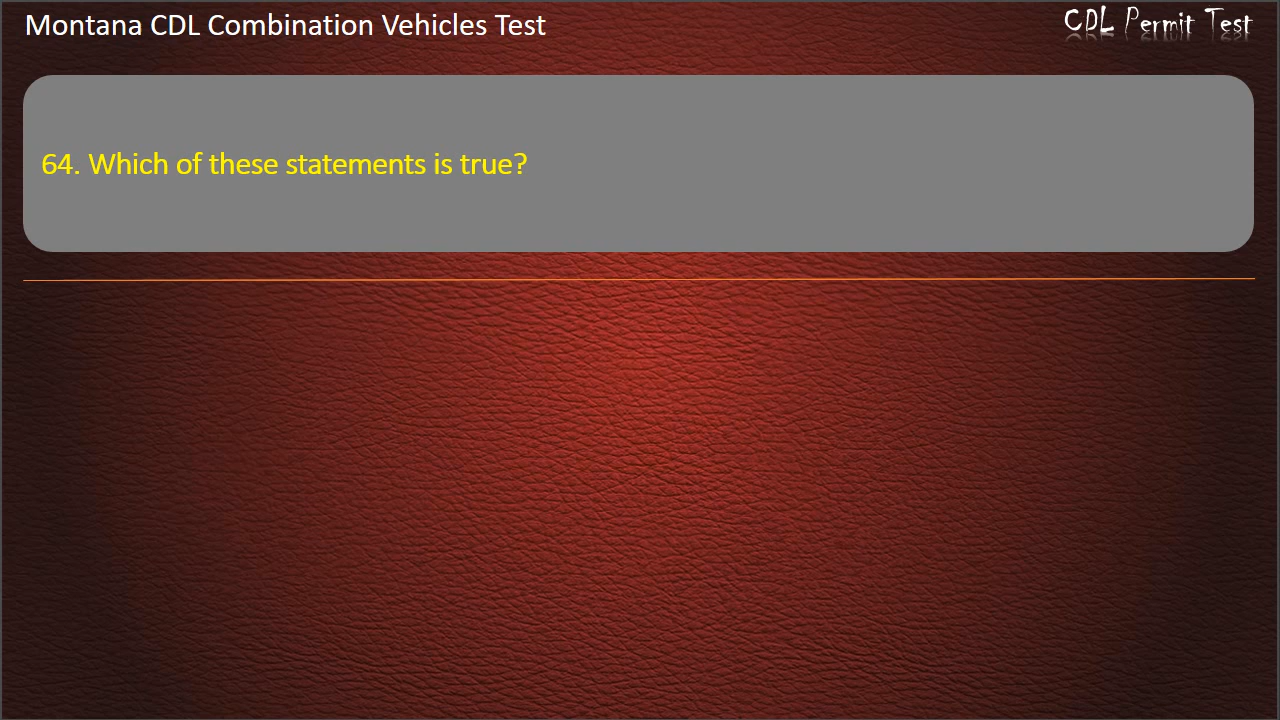 Montana CDL Combination Vehicles Test
CDL Permit Test
64. Which of these statements is true?